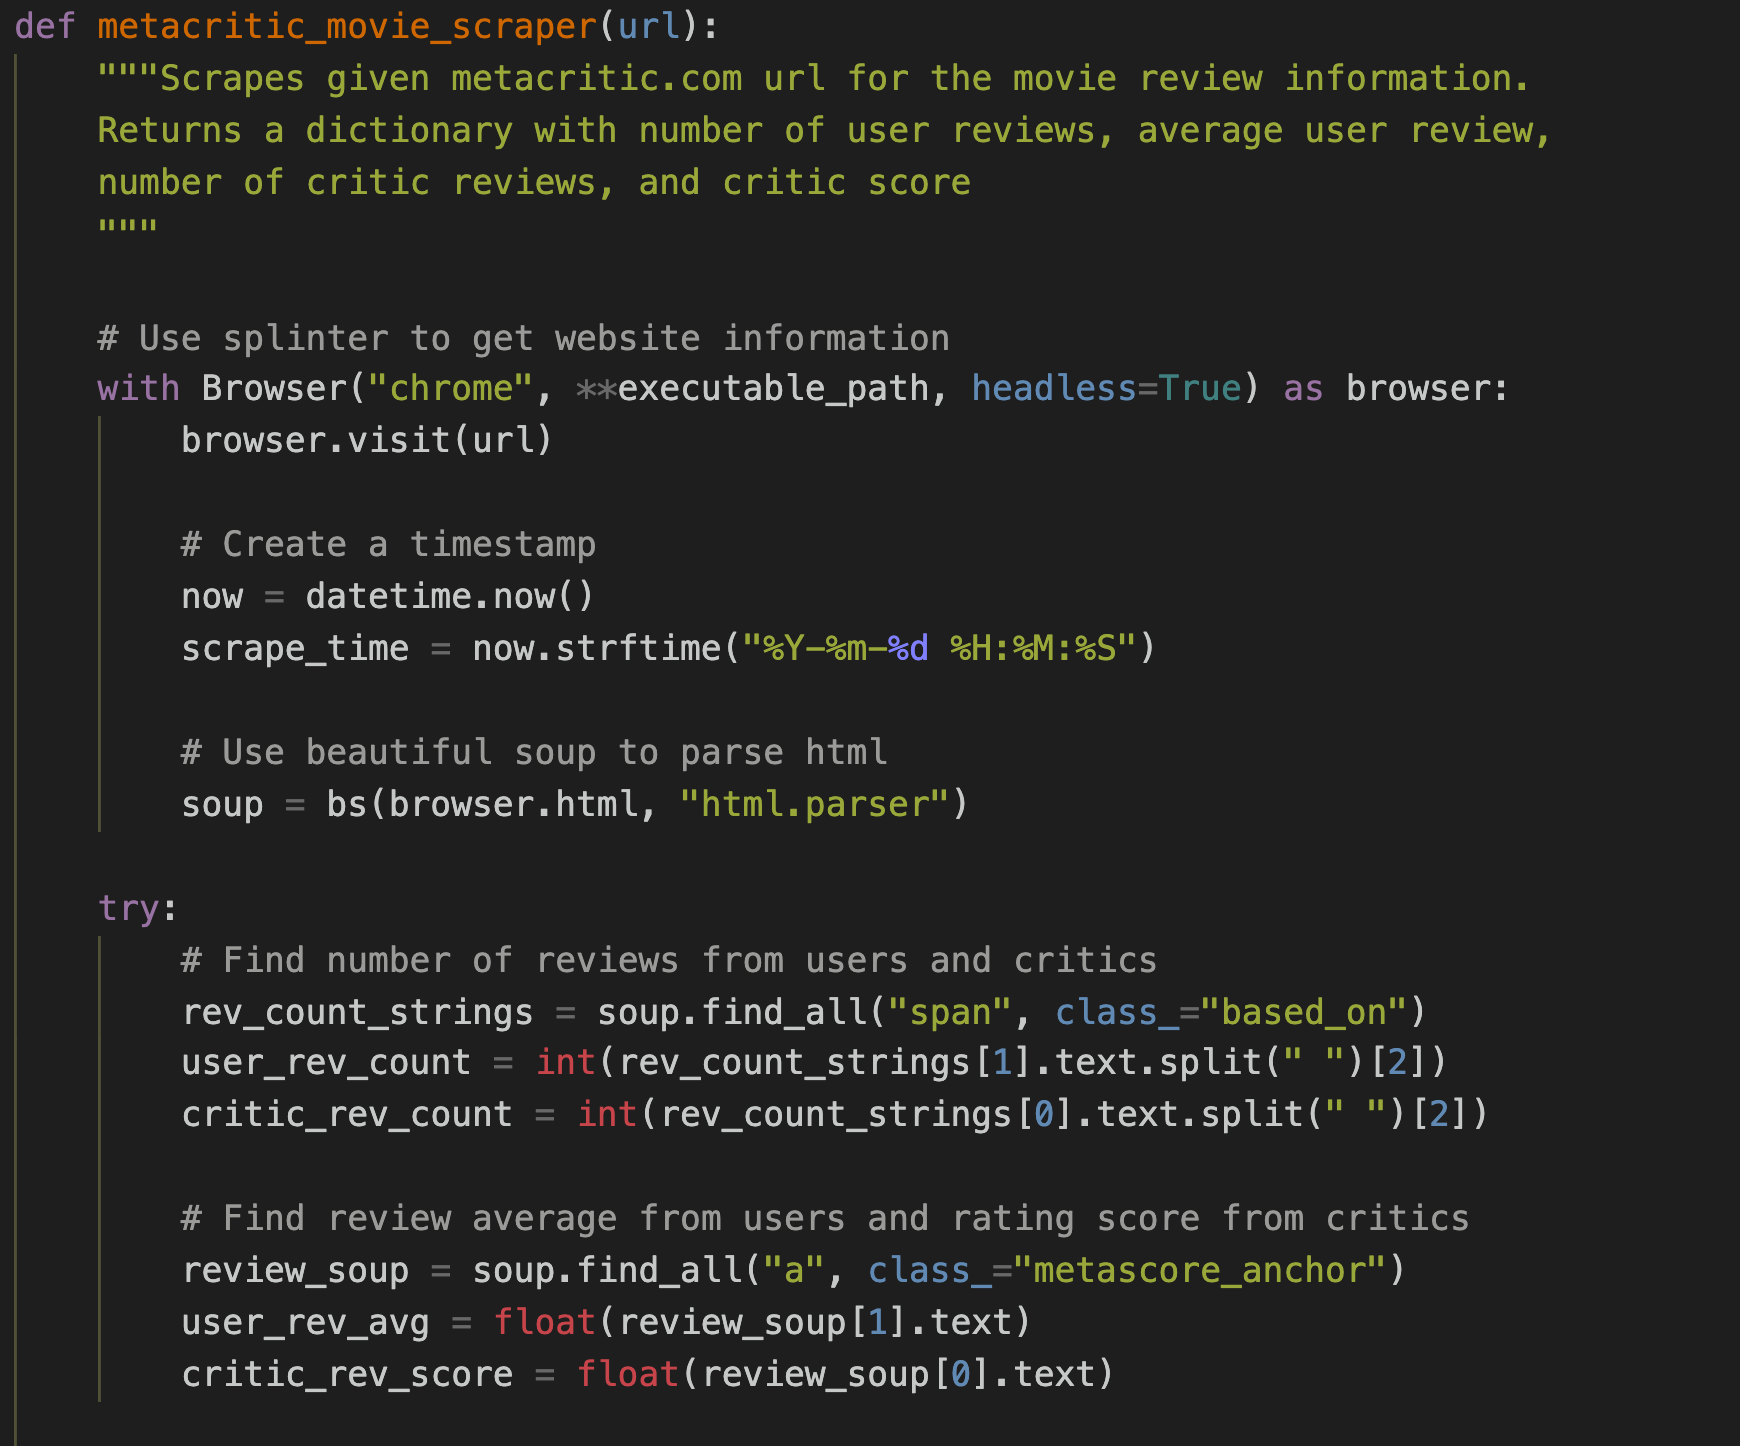 def metacritic_movie_scraper(url):
    """Scrapes given metacritic.com url for the movie review information.
    Returns a dictionary with number of user reviews, average user review,
    number of critic reviews, and critic score
    """
    # Use splinter to get website information
    with Browser("chrome", **executable_path, headless=True) as browser:
        browser.visit(url)
        # Create a timestamp
        now = datetime.now()
        scrape_time = now.strftime("%Y-%m-%d %H:%M:%S")
        # Use beautiful soup to parse html
        soup = bs(browser.html, "html.parser")
    try:
        # Find number of reviews from users and critics
        rev_count_strings = soup.find_all("span", class_="based_on")
        user_rev_count = int(rev_count_strings[1].text.split(" ")[2])
        critic_rev_count = int(rev_count_strings[0].text.split(" ")[2])
        # Find review average from users and rating score from critics
        review_soup = soup.find_all("a", class_="metascore_anchor")
        user_rev_avg = float(review_soup[1].text)
        critic_rev_score = float(review_soup[0].text)